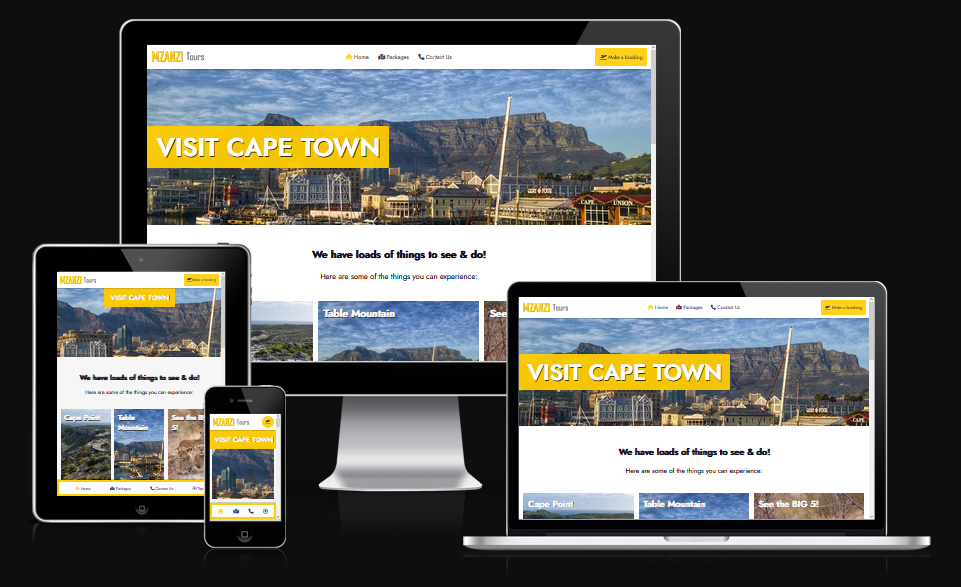 MZANZI Tours
Home
Packages
Contact Us
Make a booking
VISIT CAPE TOWN
CAPE UNION
We have loads of things to see & do!
Here are some of the things you can experience:
Table Mountain
See
MZANZI Tours
Make a booking
VISIT CAPE TOWN
We have loads of things to see & do!
Here are some of the things you can experience:
Cape Point
Table
Mountain
See the B
5!
Home
Packages
Contact Us
Top
MZANZI Tours
VISIT CAPE TOWN
MZANZI Tours
Home
Packages
Contact Us
Make a booking
VISIT CAPE TOWN
CAPE
We have loads of things to see & do!
Here are some of the things you can experience:
Cape Point
Table Mountain
See the BIG 5!